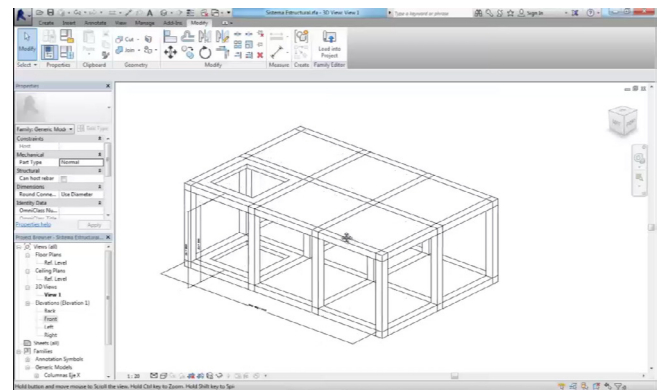 Sistema Estructural.rfa - 3D View: View 1
Type a keyword or phrase
Sign In
Create Insert Annotate View Manage Add-Ins Modify
Modify
Paste
Cut
Join
Load into
Project
Select Properties Clipboard Geometry Modify Measure Create Family Editor
Properties
Family: Generic Mod Edit Type
Constraints
Host
Mechanical
Part Type Normal
Structural
Can host rebar
Dimensions
Round Conne... Use Diameter
Identity Data
OmniClass Nu...
OmniClass Title
Properties help Apply
Project Browser - Sistema Estructural...
Views (all)
Floor Plans
Ref. Level
Ceiling Plans
Ref. Level
3D Views
View 1
Elevations (Elevation 1)
Back
Front
Left
Right
Sheets (all)
Families
Annotation Symbols
Generic Models
Columnas Eje X
1 : 20
Hold button and move mouse to Scroll the view. Hold Ctrl key to Zoom. Hold Shift key to Spi